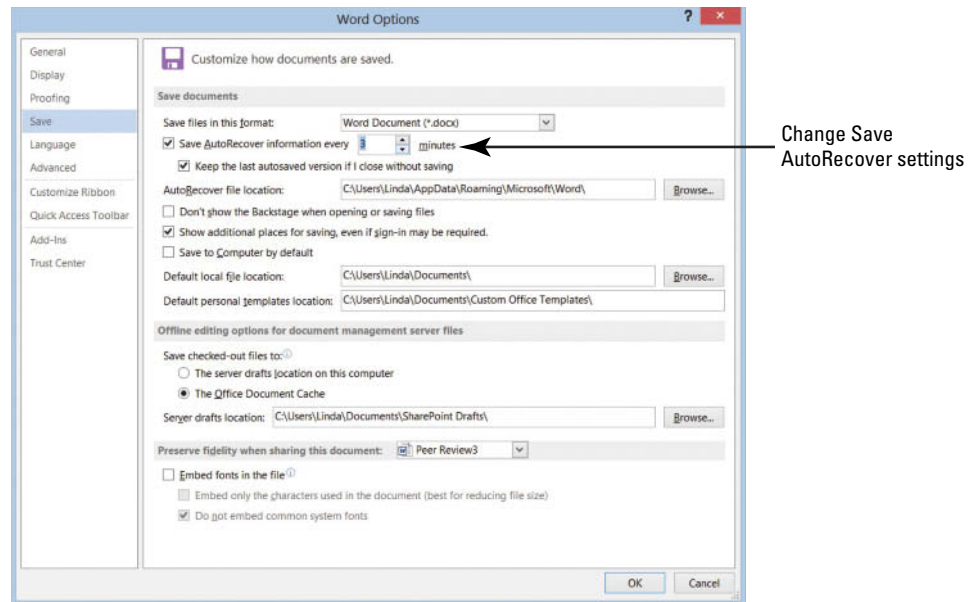 Word Options
?
General
Display
Proofing
Save
Language
Advanced
Customize Ribbon
Quick Access Toolbar
Add-Ins
Trust Center
Customize how documents are saved.
Save documents
Save files in this format: Word Document (*.docx)
Save AutoRecover information every 3 minutes
Keep the last autosaved version if I close without saving
AutoRecover file location: C:\Users\Linda\AppData\Roaming\Microsoft\Word\ Browse...
Don't show the Backstage when opening or saving files
Show additional places for saving, even if sign-in may be required.
Save to Computer by default
Default local file location: C:\Users\Linda\Documents\ Browse...
Default personal templates location: C:\Users\Linda\Documents\Custom Office Templates\
Offline editing options for document management server files
Save checked-out files to:
The server drafts location on this computer
The Office Document Cache
Server drafts location: C:\Users\Linda\Documents\SharePoint Drafts\ Browse...
Preserve fidelity when sharing this document: Peer Review3
Embed fonts in the file
Embed only the characters used in the document (best for reducing file size)
Do not embed common system fonts
OK Cancel
Change Save
AutoRecover settings